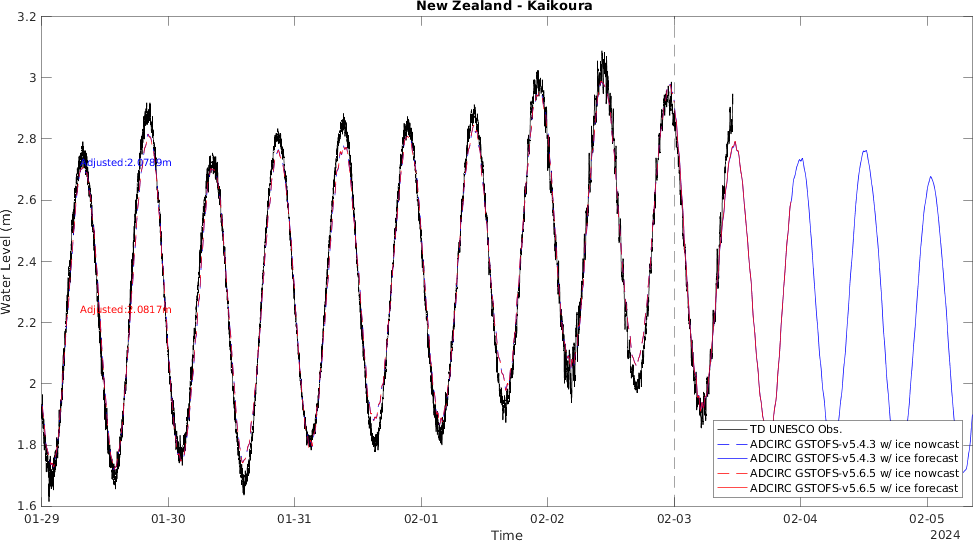 New Zealand - Kaikoura
3.2
3
2.8
2.6
2.4
2.2
2
1.8
1.6
Water Level (m)
Adjusted:2.0789m
Adjusted:2.0817m
TD UNESCO Obs.
ADCIRC GSTOFS-v5.4.3 w/ ice nowcast
ADCIRC GSTOFS-v5.4.3 w/ ice forecast
ADCIRC GSTOFS-v5.6.5 w/ ice nowcast
ADCIRC GSTOFS-v5.6.5 w/ ice forecast
01-29 01-30 01-31 02-01 02-02 02-03 02-04 02-05
Time
2024